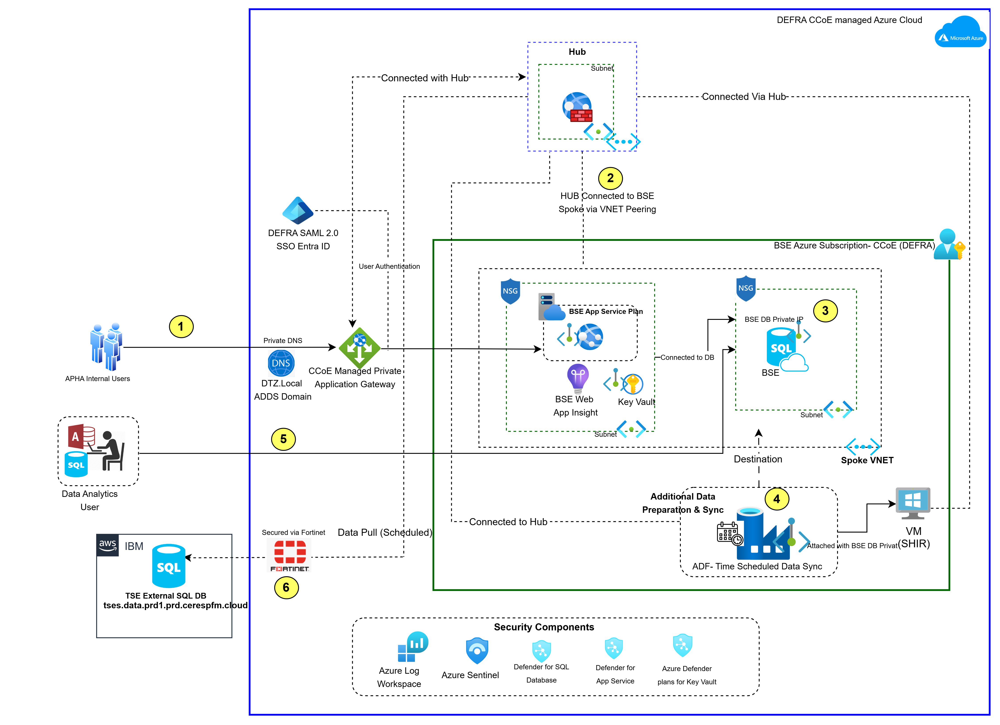 DEFRA CCoE managed Azure Cloud
Microsoft Azure
Hub
Subnet
Connected with Hub
Connected Via Hub
2
HUB Connected to BSE
Spoke via VNET Peering
DEFRA SAML 2.0
SSO Entra ID
BSE Azure Subscription- CCoE (DEFRA)
User Authentication
NSG
NSG
BSE App Service Plan
3
BSE DB Private IP
1
Private DNS
SQL
DNS
Connected to DB
CCoE Managed Private
Application Gateway
BSE
APHA Internal Users
DTZ.Local
ADDS Domain
BSE Web
App Insight
Key Vault
Subnet
Subnet
A
SQL
5
Destination
Spoke VNET
Data Analytics
User
Additional Data
Preparation & Sync
4
Connected to Hub
VM
(SHIR)
Attached with BSE DB Privat
ADF- Time Scheduled Data Sync
Secured via Fortinet
Data Pull (Scheduled)
aws
IBM
SQL
FORTINET
6
TSE External SQL DB
tses.data.prd1.prd.cerespfm.cloud
Security Components
Azure Log
Workspace
Azure Sentinel
Defender for SQL
Database
Defender for
App Service
Azure Defender
plans for Key Vault